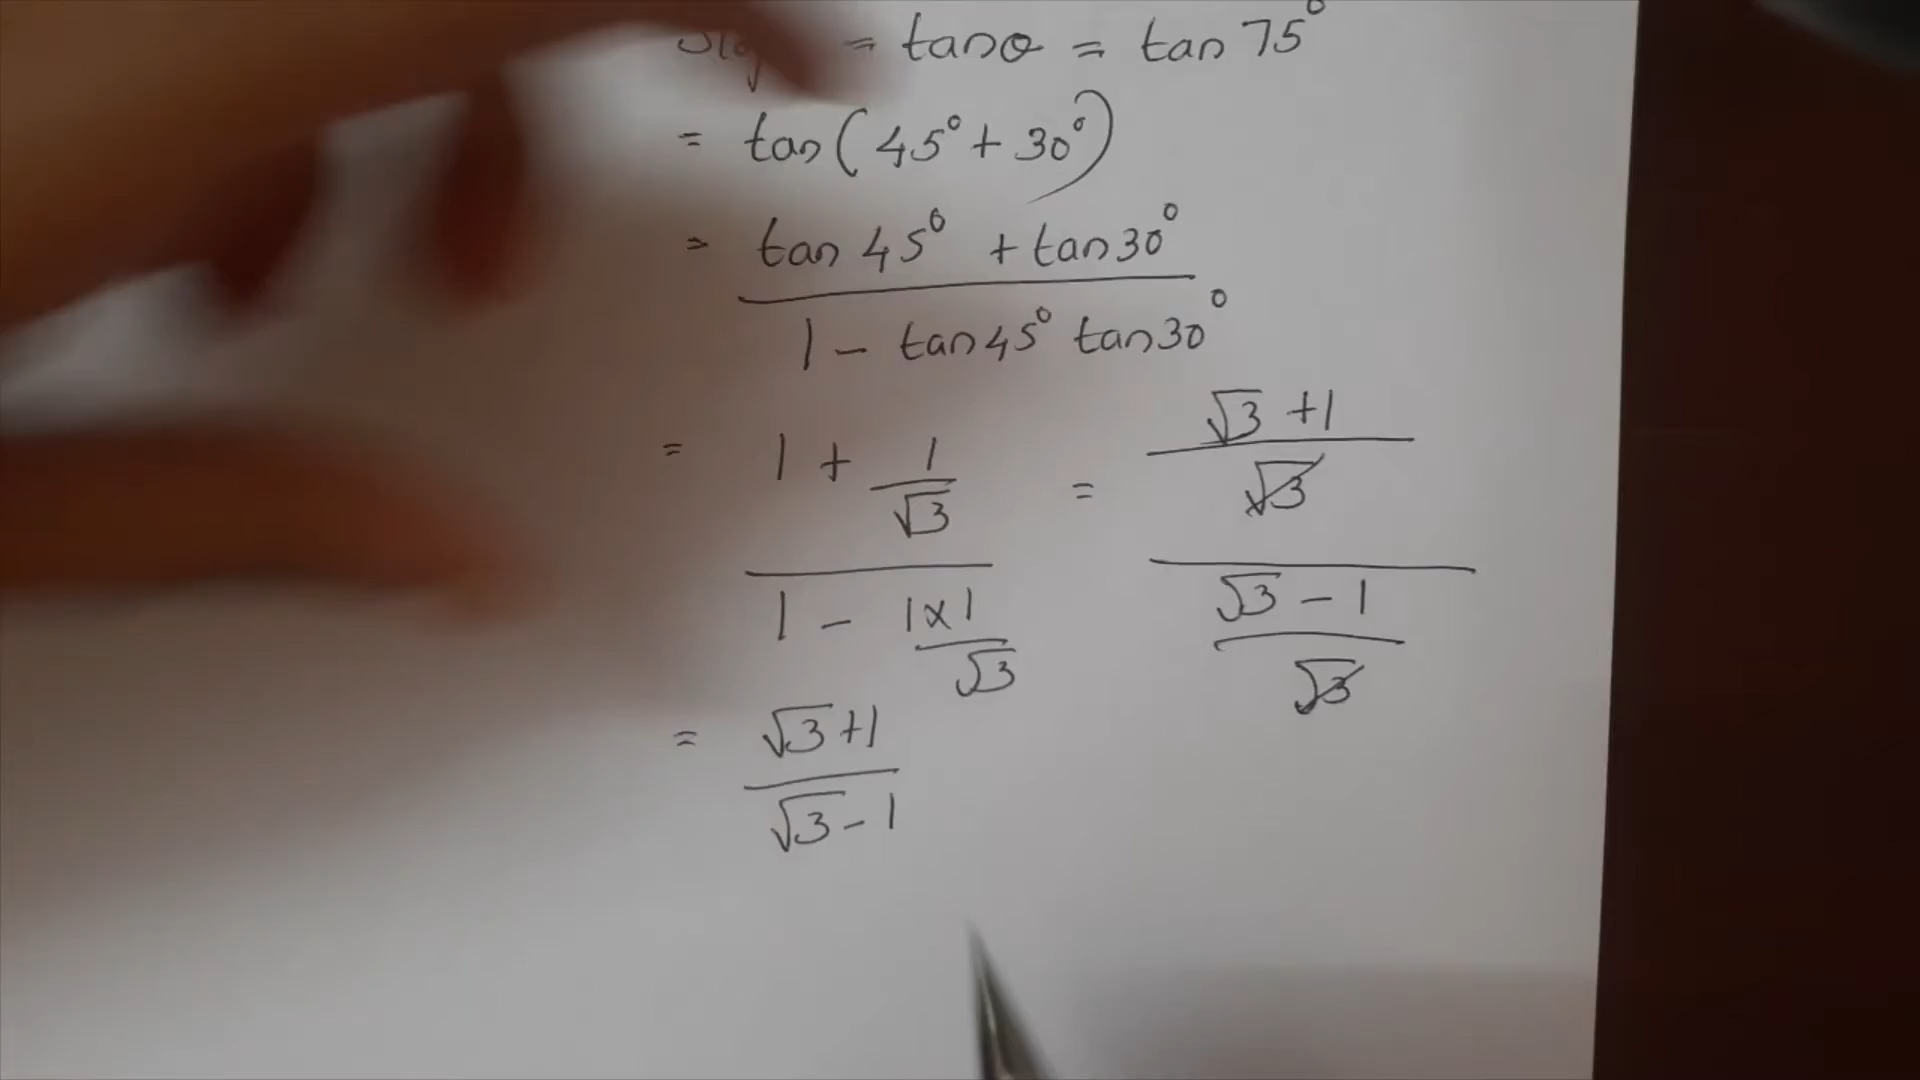 = tanθ = tan 75°
= tan(45° + 30°)
= tan 45° + tan 30°
1 - tan 45° tan 30°
= 1 + 1/√3 = √3 + 1
√3
1 - 1×1/√3
√3 - 1
√3
= √3+1
√3-1